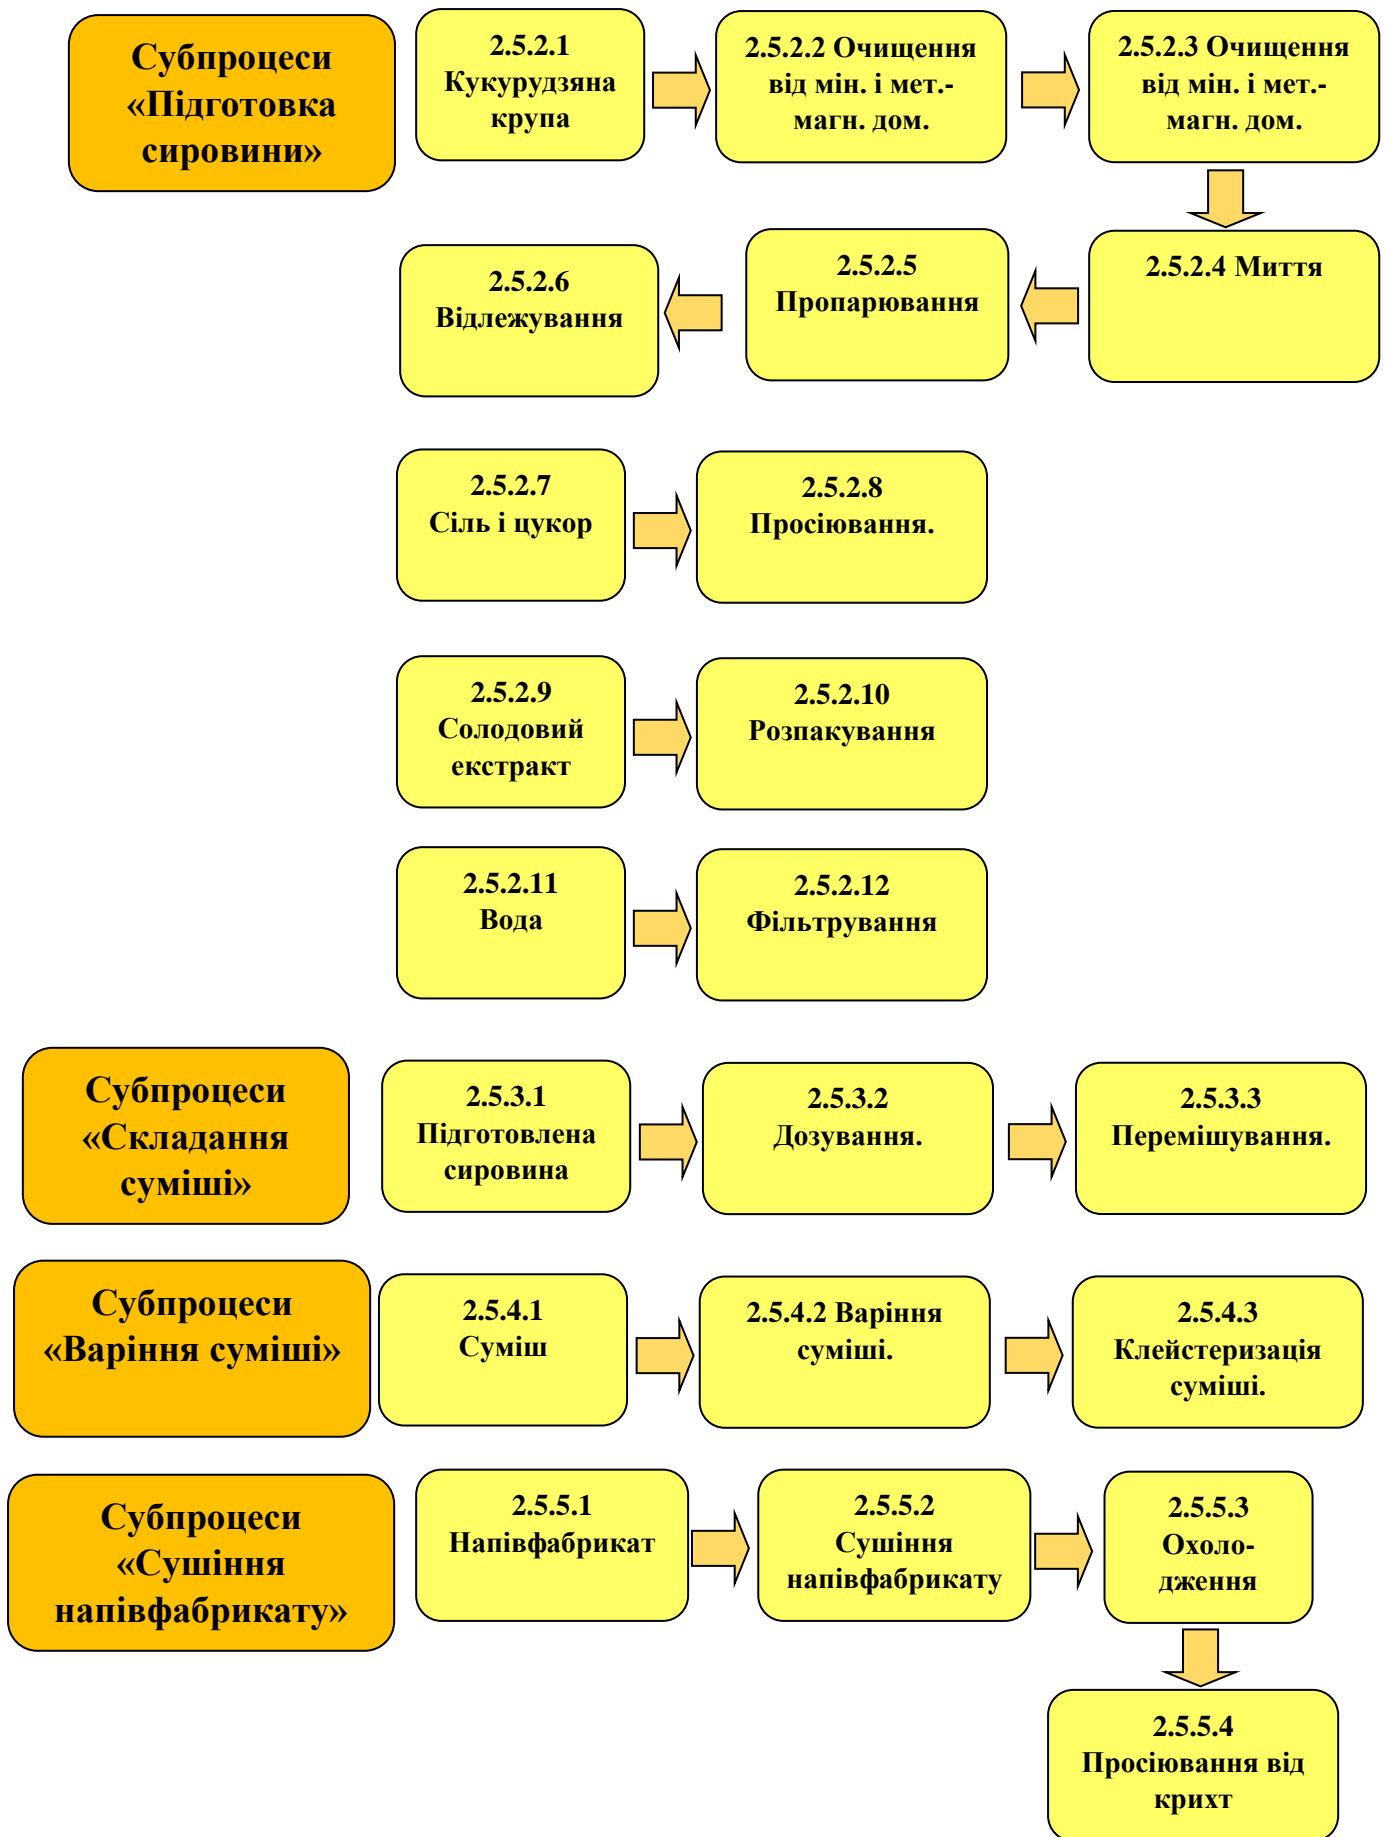 Субпроцеси
«Підготовка
сировини»
2.5.2.1
Кукурудзяна
крупа
2.5.2.2 Очищення
від мін. і мет.-
магн. дом.
2.5.2.3 Очищення
від мін. і мет.-
магн. дом.
2.5.2.4 Миття
2.5.2.5
Пропарювання
2.5.2.6
Відлежування
2.5.2.7
Сіль і цукор
2.5.2.8
Просіювання.
2.5.2.9
Солодовий
екстракт
2.5.2.10
Розпакування
2.5.2.11
Вода
2.5.2.12
Фільтрування
Субпроцеси
«Складання
суміші»
2.5.3.1
Підготовлена
сировина
2.5.3.2
Дозування.
2.5.3.3
Перемішування.
Субпроцеси
«Варіння суміші»
2.5.4.1
Суміш
2.5.4.2 Варіння
суміші.
2.5.4.3
Клейстеризація
суміші.
Субпроцеси
«Сушіння
напівфабрикату»
2.5.5.1
Напівфабрикат
2.5.5.2
Сушіння
напівфабрикату
2.5.5.3
Охоло-
дження
2.5.5.4
Просіювання від
крихт